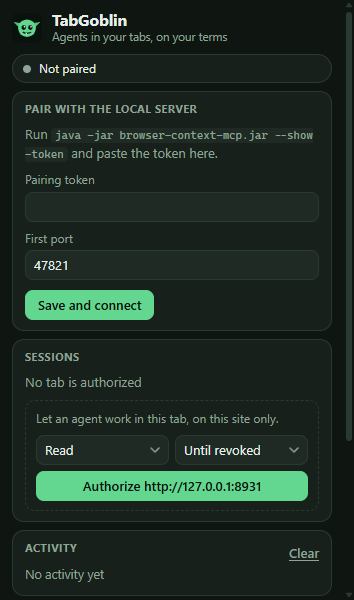 TabGoblin
Agents in your tabs, on your terms
Not paired
PAIR WITH THE LOCAL SERVER
Run java -jar browser-context-mcp.jar --show
-token and paste the token here.
Pairing token
First port
47821
Save and connect
SESSIONS
No tab is authorized
Let an agent work in this tab, on this site only.
Read Until revoked
Authorize http://127.0.0.1:8931
ACTIVITY Clear
No activity yet